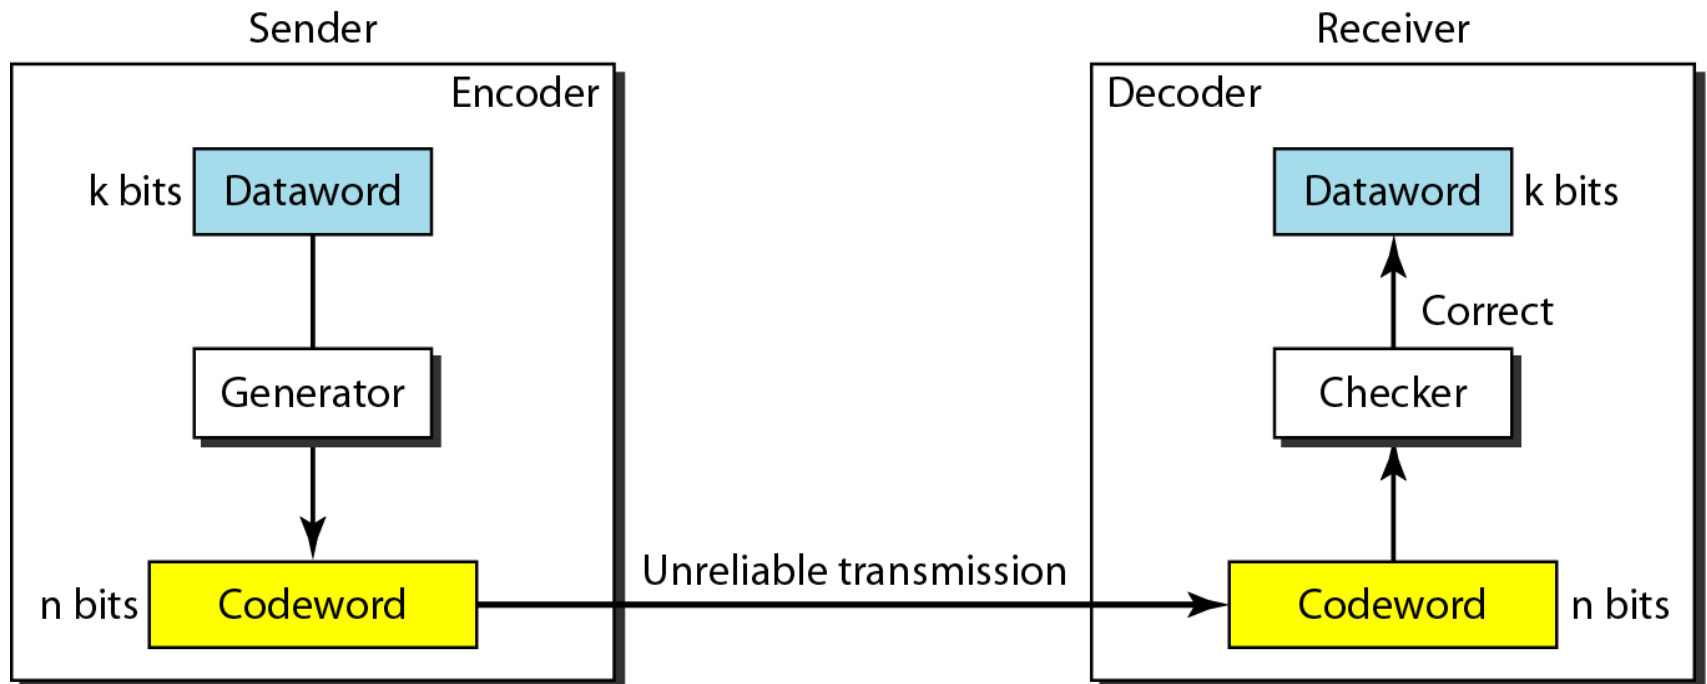 Sender
Receiver
Encoder
Decoder
k bits
Dataword
Dataword
k bits
Correct
Generator
Checker
Unreliable transmission
n bits
Codeword
Codeword
n bits